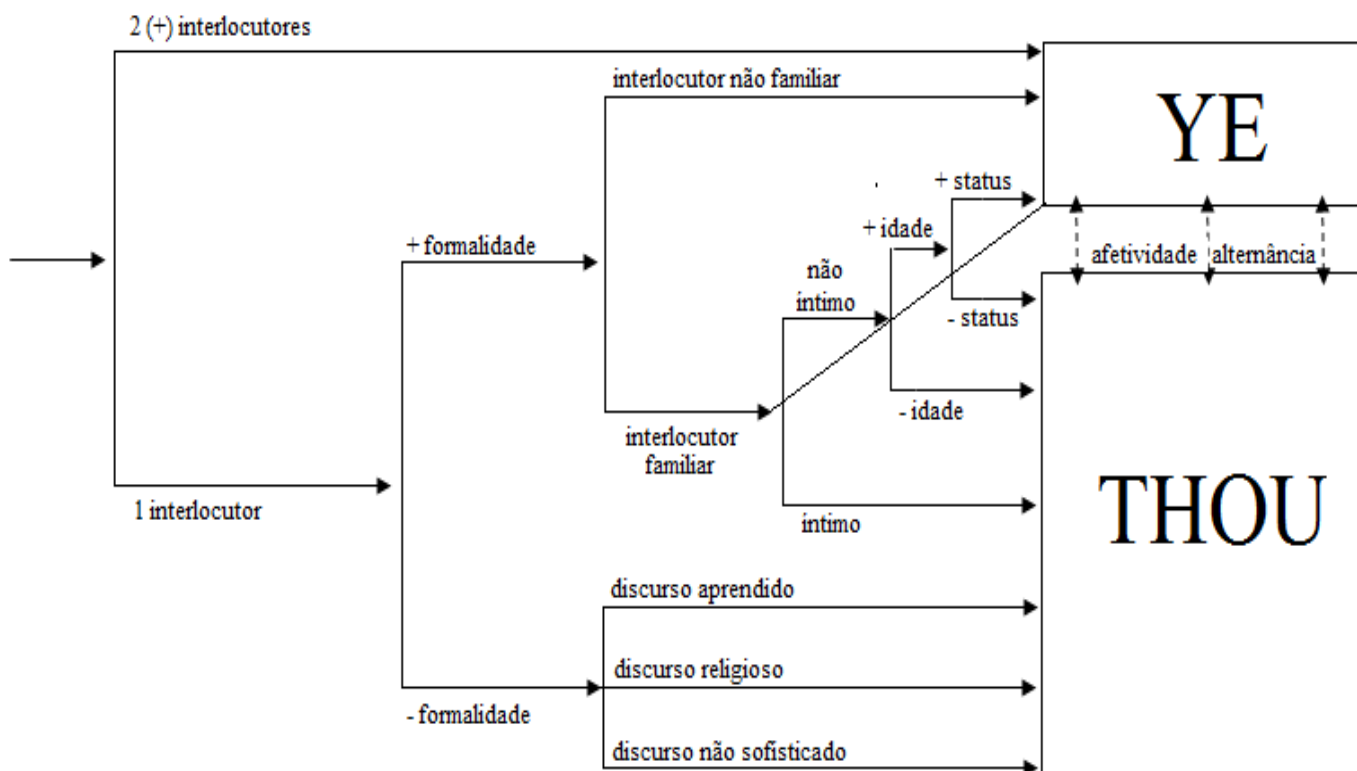 2 (+) interlocutores
interlocutor não familiar
YE
+ status
+ idade
+ formalidade
não
íntimo
afetividade
alternância
- status
- idade
interlocutor
familiar
THOU
1 interlocutor
íntimo
discurso aprendido
discurso religioso
- formalidade
discurso não sofísticado